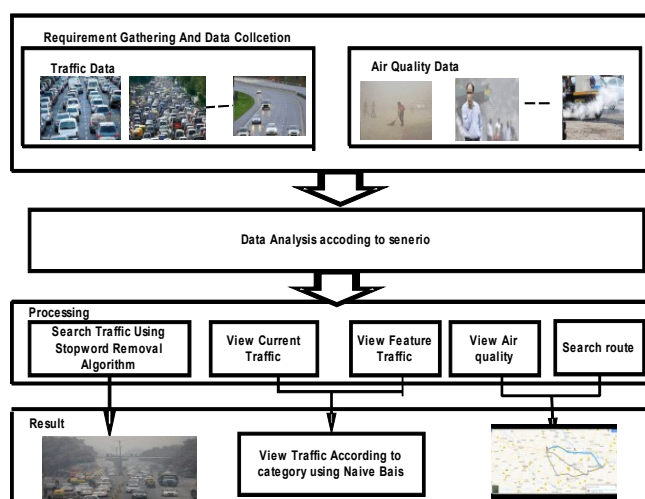 Requirement Gathering And Data Collcetion
Traffic Data
Air Quality Data
Data Analysis accoding to senerio
Processing
Search Traffic Using
Stopword Removal
Algorithm
View Current
Traffic
View Feature
Traffic
View Air
quality
Search route
Result
View Traffic According to
category using Naive Bais